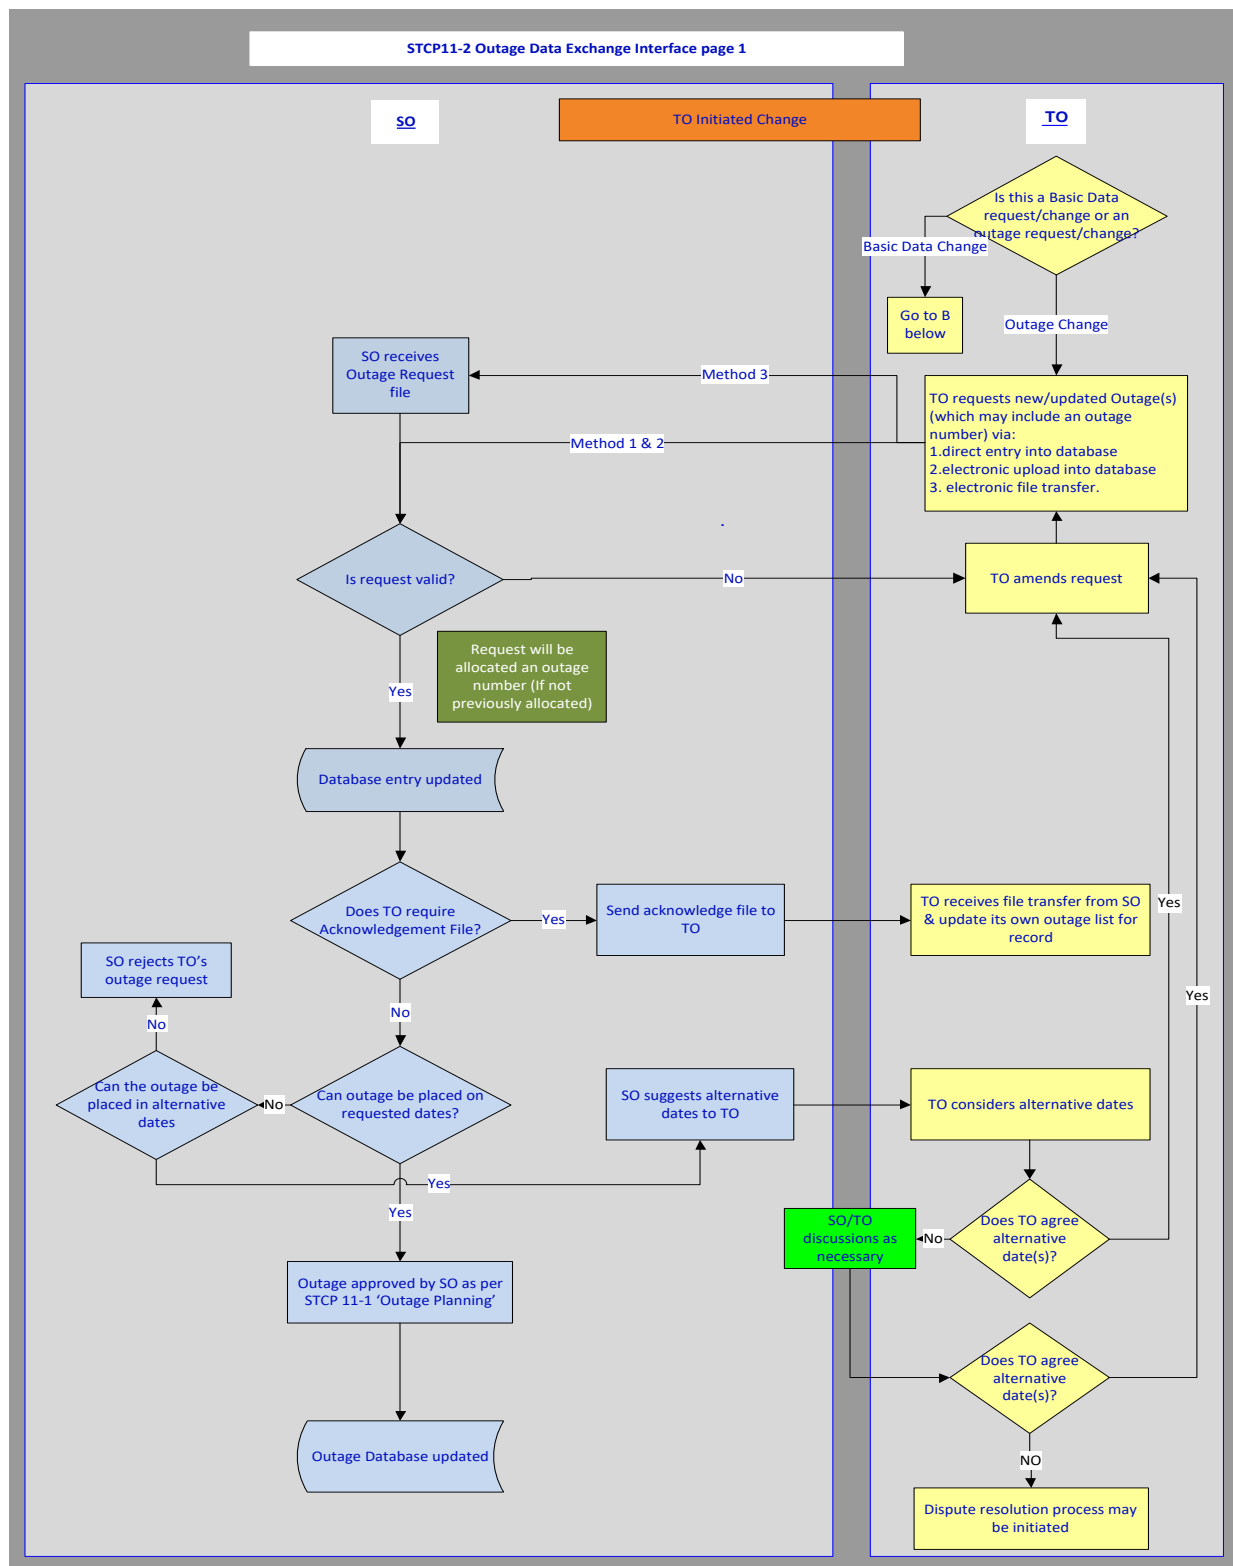 STCP11-2 Outage Data Exchange Interface page 1
SO
TO Initiated Change
TO
Is this a Basic Data
request/change or an
outage request/change?
Basic Data Change
Go to B
below
Outage Change
SO receives
Outage Request
file
Method 3
TO requests new/updated Outage(s)
(which may include an outage
number) via:
1.direct entry into database
2.electronic upload into database
3. electronic file transfer.
Method 1 & 2
.
Is request valid?
No
TO amends request
Request will be
allocated an outage
number (If not
previously allocated)
Yes
Database entry updated
Does TO require
Acknowledgement File?
Yes
Send acknowledge file to
TO
TO receives file transfer from SO
& update its own outage list for
record
Yes
SO rejects TO’s
outage request
No
No
Yes
Can the outage be
placed in alternative
dates
No
Can outage be placed on
requested dates?
SO suggests alternative
dates to TO
TO considers alternative dates
Yes
Yes
SO/TO
discussions as
necessary
No
Does TO agree
alternative
date(s)?
Outage approved by SO as per
STCP 11-1 ‘Outage Planning’
Does TO agree
alternative
date(s)?
Outage Database updated
NO
Dispute resolution process may
be initiated